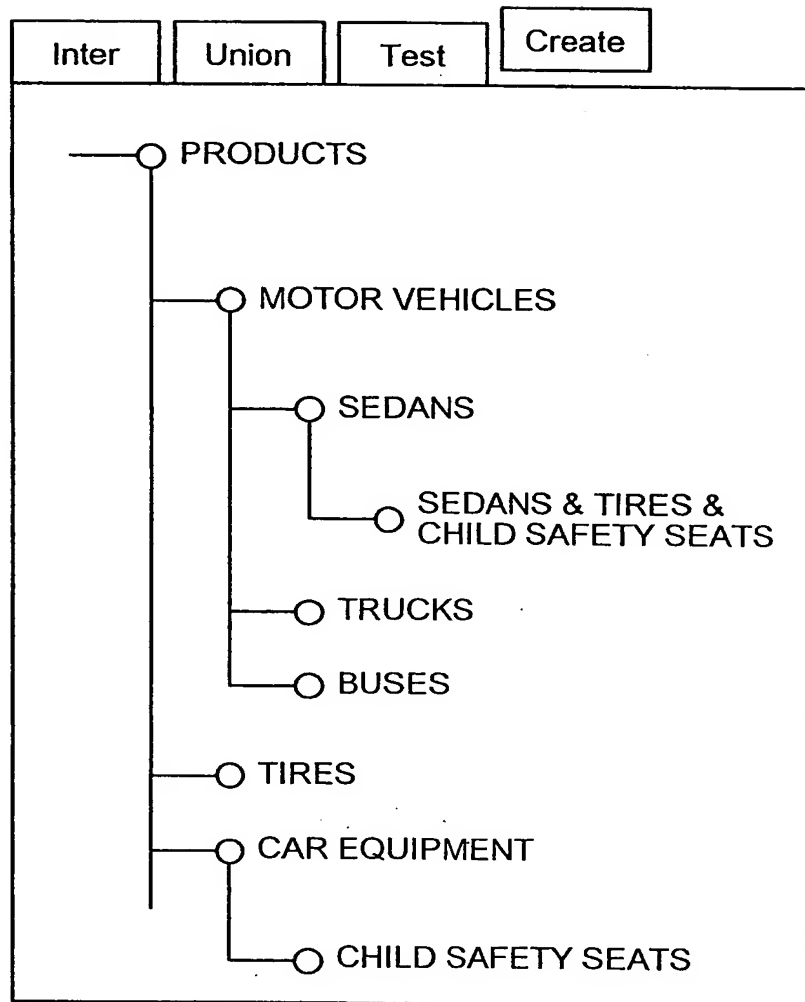 Inter
Union
Test
Create
PRODUCTS
MOTOR VEHICLES
SEDANS
SEDANS & TIRES &
CHILD SAFETY SEATS
TRUCKS
BUSES
TIRES
CAR EQUIPMENT
CHILD SAFETY SEATS